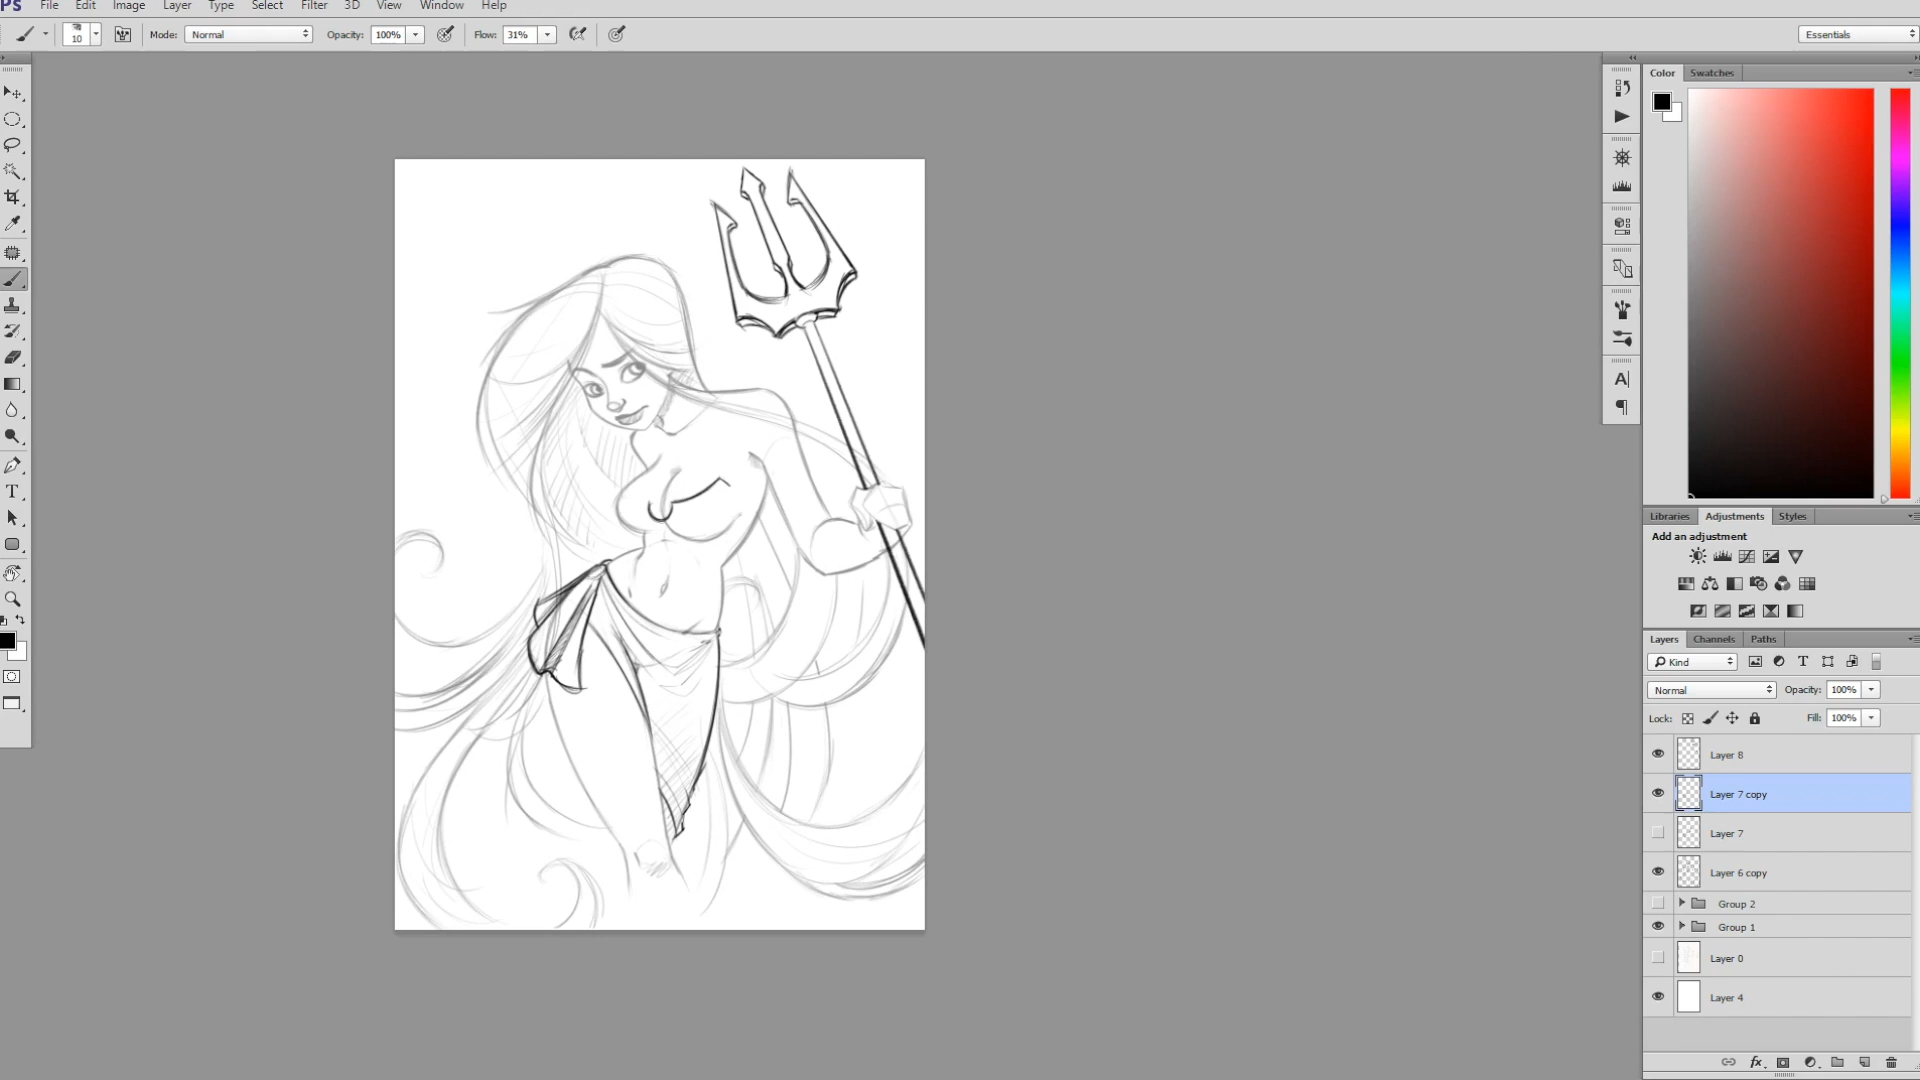 Ps File Edit Image Layer Type Select Filter 3D View Window Help
10 Mode: Normal Opacity: 100% Flow: 31% Essentials
Color Swatches
Libraries Adjustments Styles
Add an adjustment
Layers Channels Paths
Kind
Normal Opacity: 100%
Lock: Fill: 100%
Layer 8
Layer 7 copy
Layer 7
Layer 6 copy
Group 2
Group 1
Layer 0
Layer 4
fx